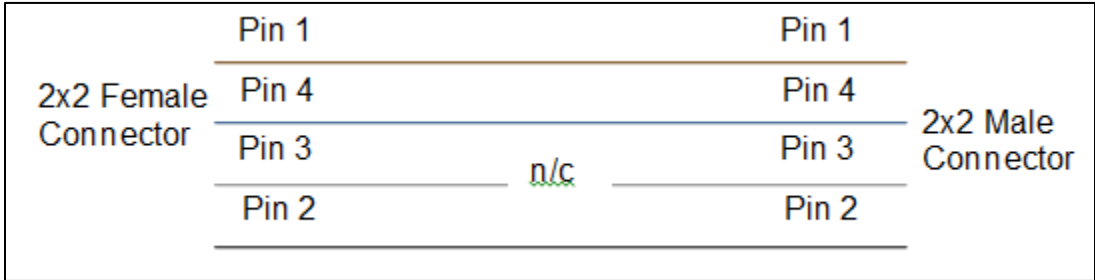 Pin 1 Pin 1
2x2 Female
Connector
Pin 4 Pin 4
2x2 Male
Connector
Pin 3 Pin 3
n/c
Pin 2 Pin 2